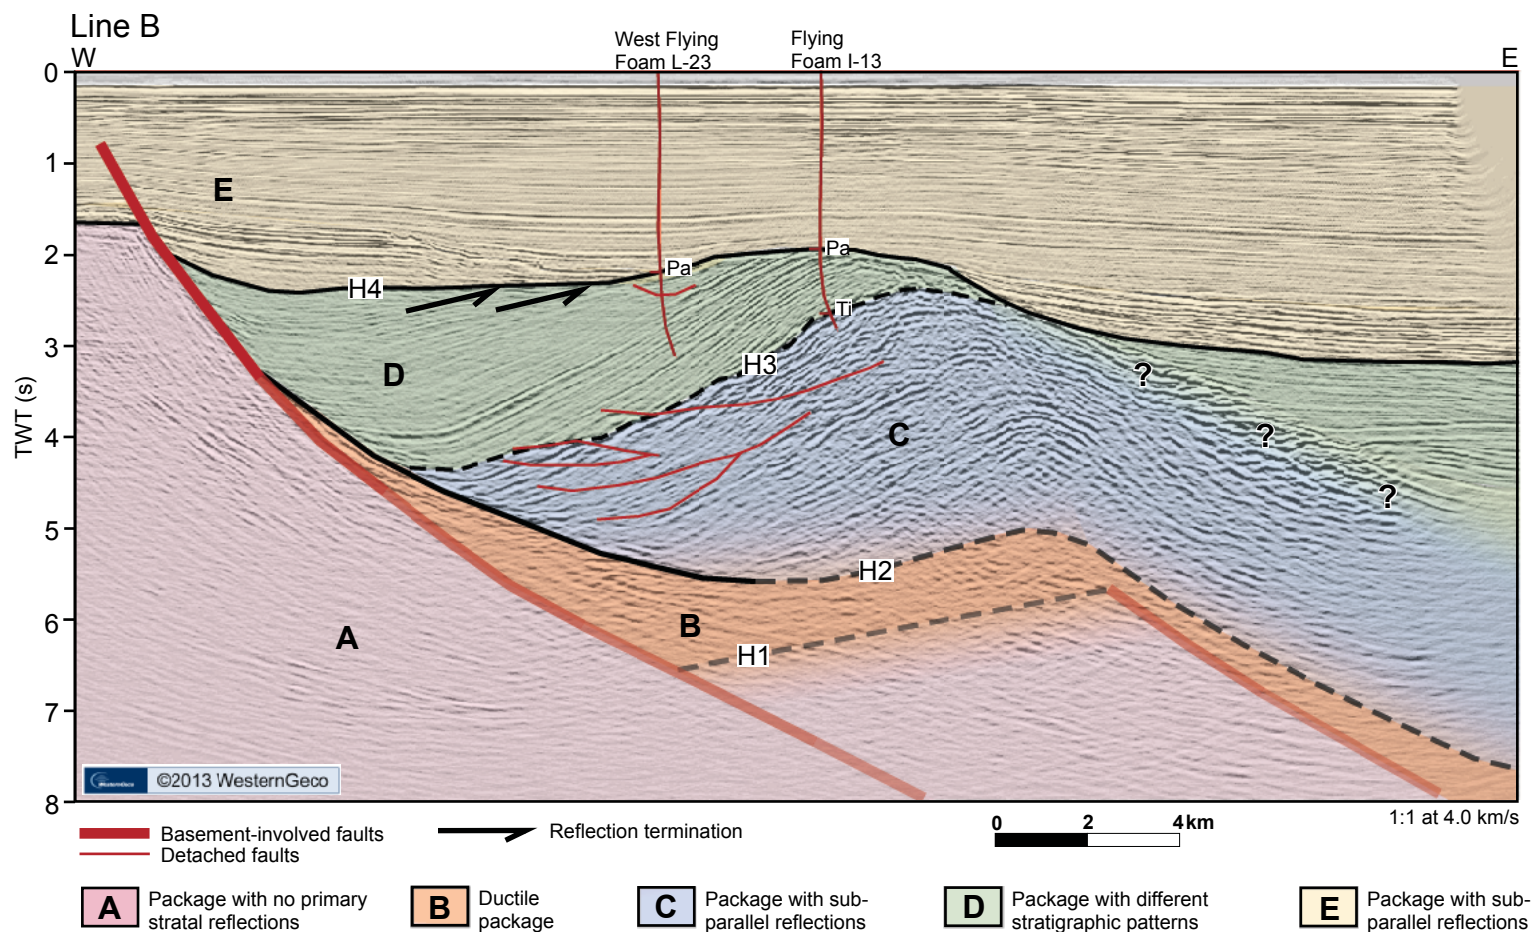 Line B
W
West Flying
Foam L-23
Flying
Foam I-13
E
0
1
2
3
4
5
6
7
8
TWT (s)
E
Pa
Pa
H4
Ti
D
H3
?
C
?
?
H2
B
A
H1
©2013 WesternGeco
Basement-involved faults
Detached faults
Reflection termination
0 2 4 km
1:1 at 4.0 km/s
A Package with no primary
stratal reflections
B Ductile
package
C Package with sub-
parallel reflections
D Package with different
stratigraphic patterns
E Package with sub-
parallel reflections